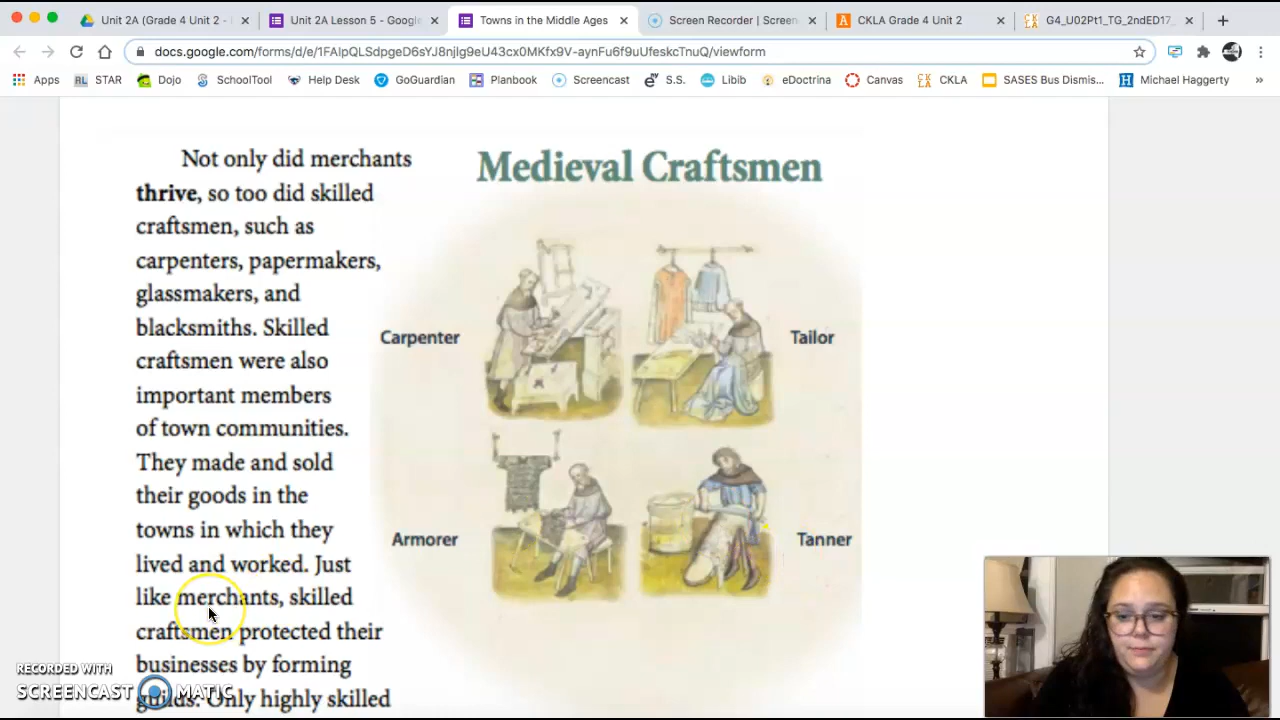 Unit 2A (Grade 4 Unit 2 -
Unit 2A Lesson 5 - Google
Towns in the Middle Ages
Screen Recorder | Screen
CKLA Grade 4 Unit 2
G4_U02Pt1_TG_2ndED17_
docs.google.com/forms/d/e/1FAIpQLSdpgeD6sYJ8njlg9eU43cx0MKfx9V-aynFu6f9uUfeskcTnuQ/viewform
Apps
RL STAR
Dojo
SchoolTool
Help Desk
GoGuardian
Planbook
Screencast
S.S.
Libib
eDoctrina
Canvas
CKLA
SASES Bus Dismis...
Michael Haggerty
Medieval Craftsmen
Not only did merchants
thrive, so too did skilled
craftsmen, such as
carpenters, papermakers,
glassmakers, and
blacksmiths. Skilled
craftsmen were also
important members
of town communities.
They made and sold
their goods in the
towns in which they
lived and worked. Just
like merchants, skilled
craftsmen protected their
businesses by forming
guilds. Only highly skilled
Carpenter
Tailor
Armorer
Tanner
RECORDED WITH
SCREENCAST MATIC